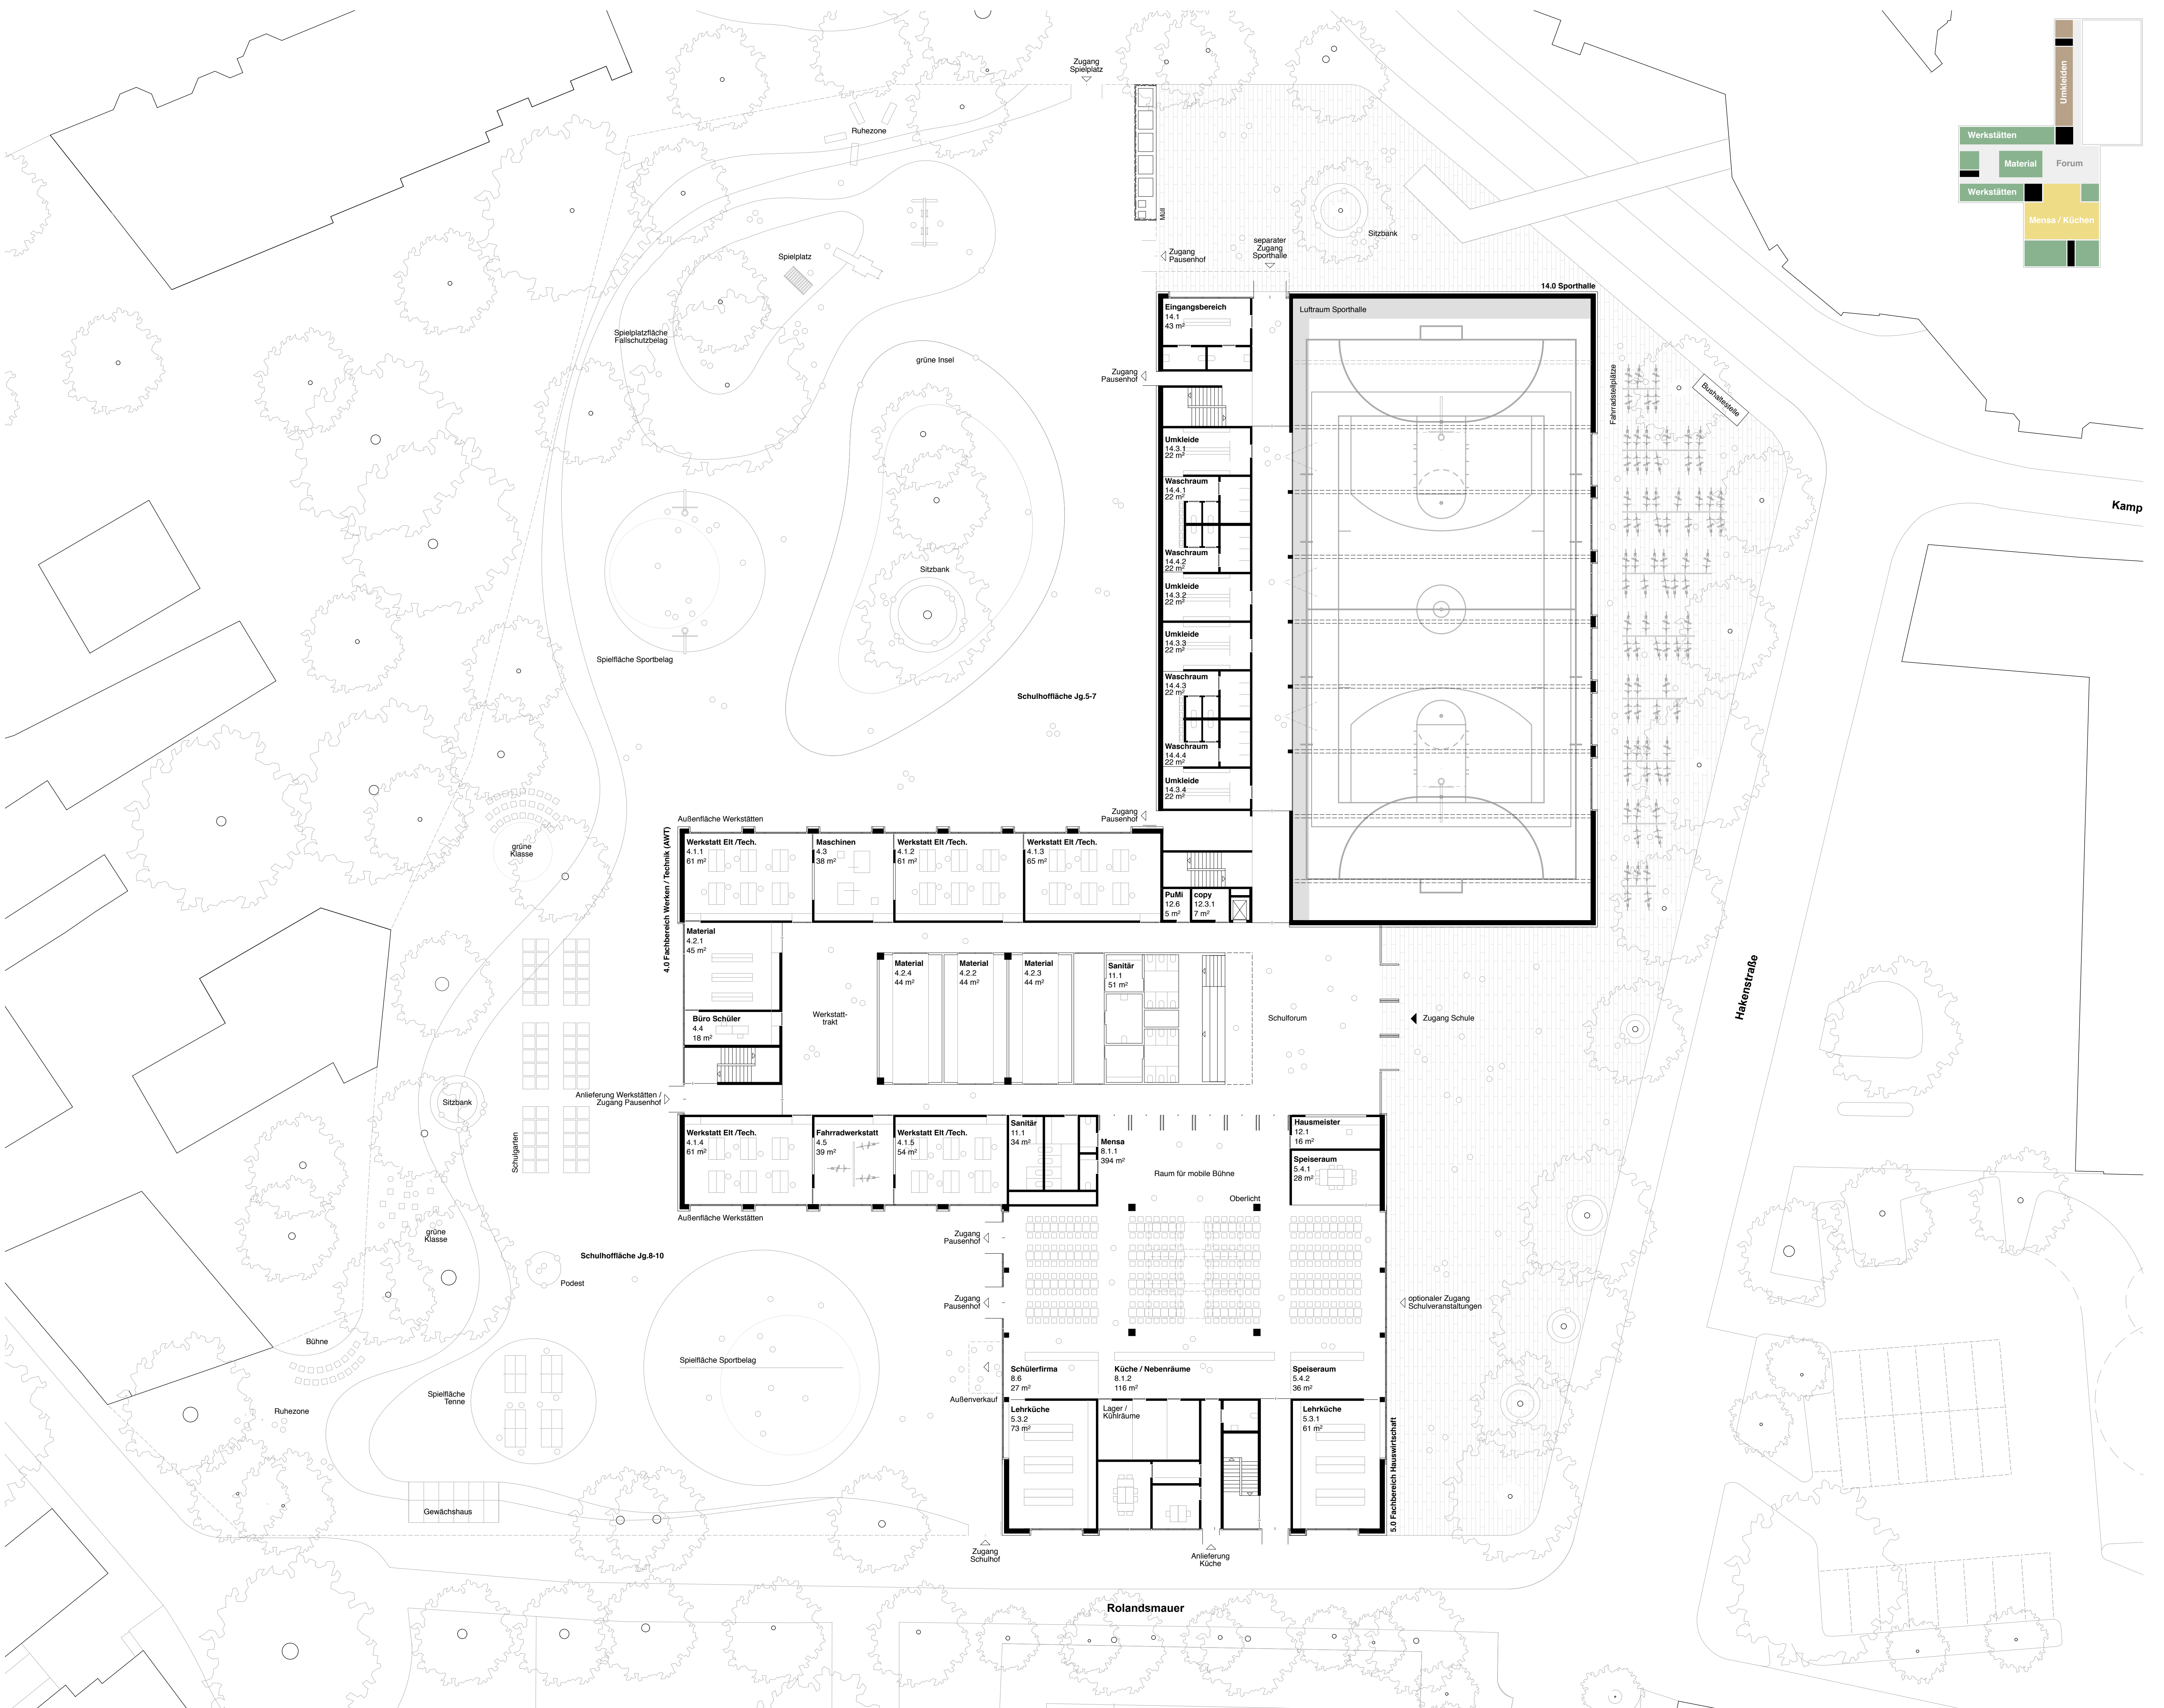 Zugang
Spielplatz
Ruhezone
Müll
Sitzbank
separater
Zugang
Sporthalle
Zugang
Pausenhof
Spielplatz
Umkleiden
Werkstätten
Material
Forum
Werkstätten
Mensa / Küchen
14.0 Sporthalle
Luftraum Sporthalle
Eingangsbereich
14.1
43 m²
Spielplatzfläche
Fallschutzbelag
grüne Insel
Zugang
Pausenhof
Fahrradstellplätze
Bushaltestelle
Umkleide
14.3.1
22 m²
Waschraum
14.4.1
22 m²
Kamp
Waschraum
14.4.2
22 m²
Sitzbank
Umkleide
14.3.2
22 m²
Umkleide
14.3.3
22 m²
Spielfläche Sportbelag
Waschraum
14.4.3
22 m²
Schulhoffläche Jg.5-7
Waschraum
14.4.4
22 m²
Umkleide
14.3.4
22 m²
Zugang
Pausenhof
Außenfläche Werkstätten
grüne
Klasse
4.0 Fachbereich Werken / Technik (AWT)
Werkstatt Elt /Tech.
4.1.1
61 m²
Maschinen
4.3
38 m²
Werkstatt Elt /Tech.
4.1.2
61 m²
Werkstatt Elt /Tech.
4.1.3
65 m²
PuMi
12.6
5 m²
copy
12.3.1
7 m²
Material
4.2.1
45 m²
Material
4.2.4
44 m²
Material
4.2.2
44 m²
Material
4.2.3
44 m²
Sanitär
11.1
51 m²
Hakenstraße
Büro Schüler
4.4
18 m²
Werkstatt-
trakt
Schulforum
Zugang Schule
Sitzbank
Anlieferung Werkstätten /
Zugang Pausenhof
Schulgarten
Werkstatt Elt /Tech.
4.1.4
61 m²
Fahrradwerkstatt
4.5
39 m²
Werkstatt Elt /Tech.
4.1.5
54 m²
Sanitär
11.1
34 m²
Mensa
8.1.1
394 m²
Raum für mobile Bühne
Hausmeister
12.1
16 m²
Speiseraum
5.4.1
28 m²
Oberlicht
Außenfläche Werkstätten
grüne
Klasse
Schulhoffläche Jg.8-10
Zugang
Pausenhof
Podest
Zugang
Pausenhof
optionaler Zugang
Schulveranstaltungen
Bühne
Spielfläche Sportbelag
Schülerfirma
8.6
27 m²
Küche / Nebenräume
8.1.2
116 m²
Speiseraum
5.4.2
36 m²
Spielfläche
Tenne
Außenverkauf
Ruhezone
Lehrküche
5.3.2
73 m²
Lager /
Kühlräume
Lehrküche
5.3.1
61 m²
5.0 Fachbereich Hauswirtschaft
Gewächshaus
Zugang
Schulhof
Anlieferung
Küche
Rolandsmauer